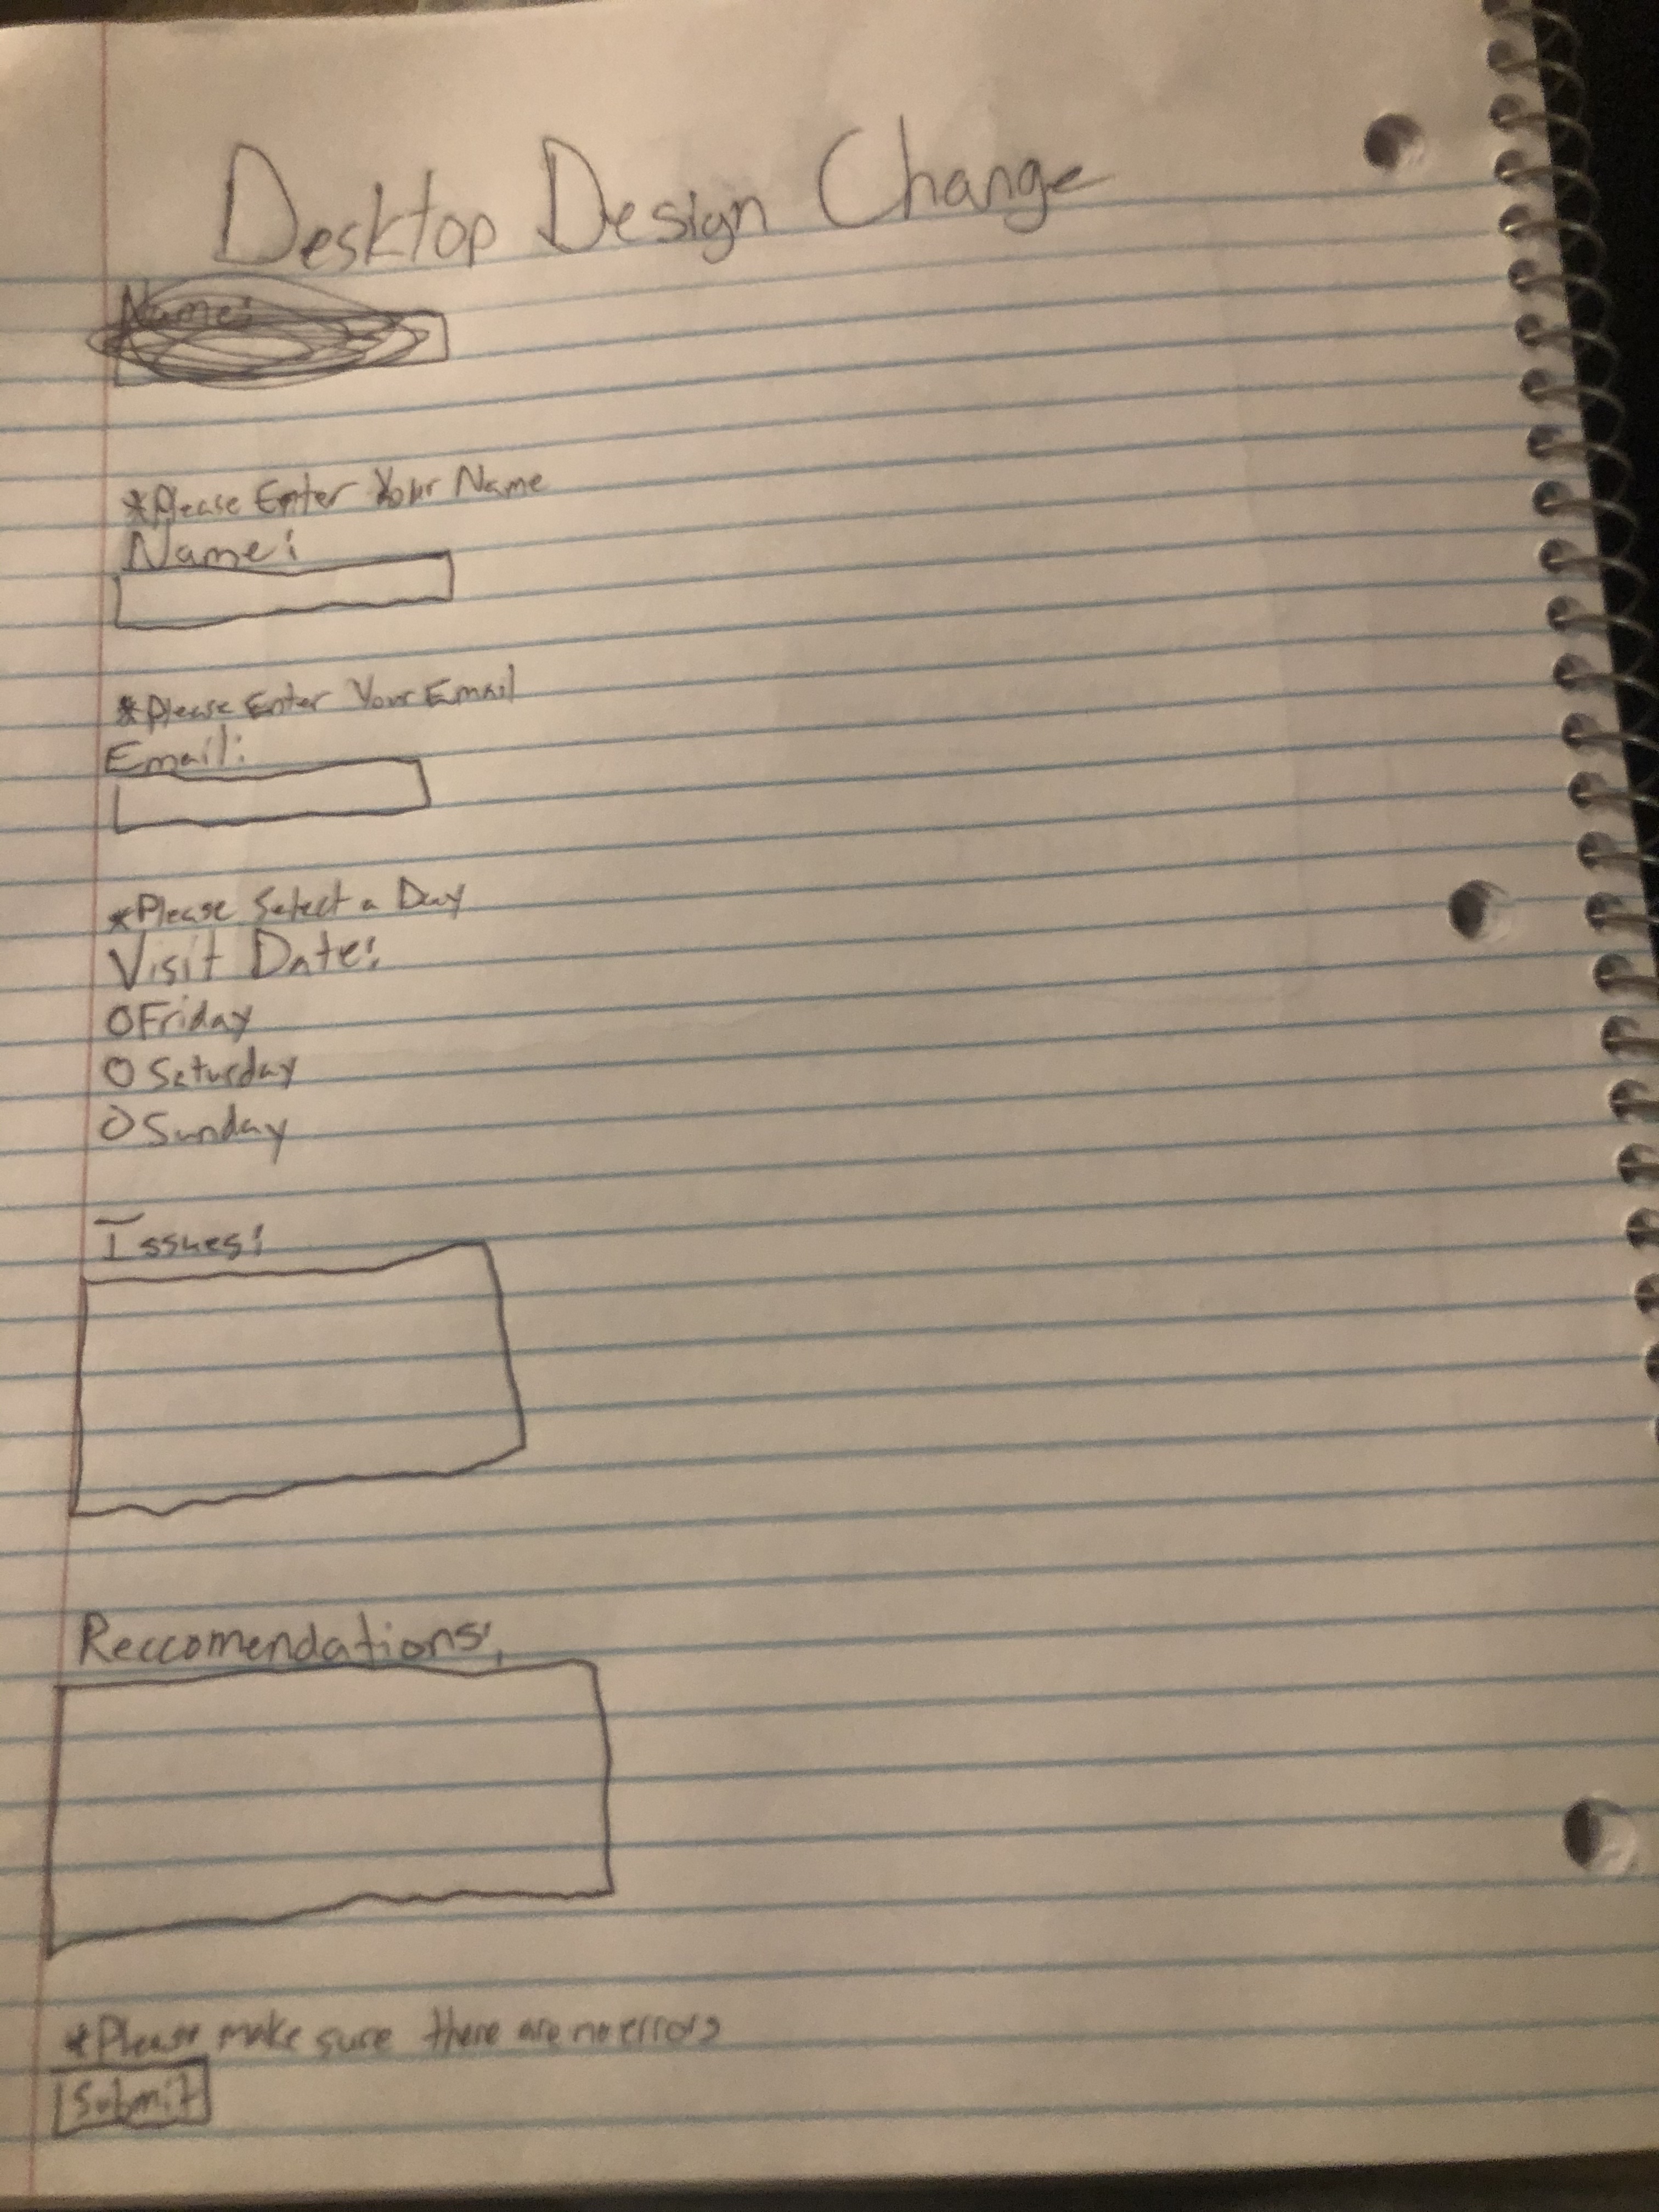 Desktop Design Change
Name:
*Please Enter Your Name
Name:
*Please Enter Your Email
Email:
*Please Select a Day
Visit Date:
Friday
Saturday
Sunday
Issues:
Reccomendations:
*Please make sure there are no errors
Submit